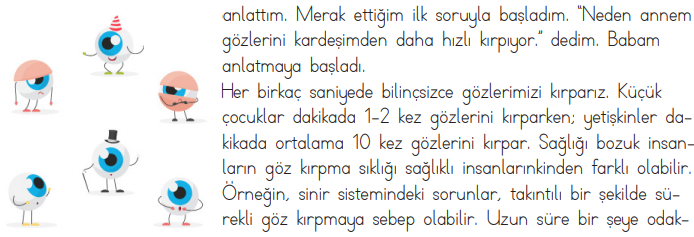 anlattım. Merak ettiğim ilk soruyla başladım. “Neden annem
gözlerini kardeşimden daha hızlı kırpıyor.” dedim. Babam
anlatmaya başladı.
Her birkaç saniyede bilinçsizce gözlerimizi kırparız. Küçük
çocuklar dakikada 1-2 kez gözlerini kırparken; yetişkinler da-
kikada ortalama 10 kez gözlerini kırpar. Sağlığı bozuk insan-
ların göz kırpma sıklığı sağlıklı insanlarınkinden farklı olabilir.
Örneğin, sinir sistemindeki sorunlar, takıntılı bir şekilde sü-
rekli göz kırpmaya sebep olabilir. Uzun süre bir şeye odak-